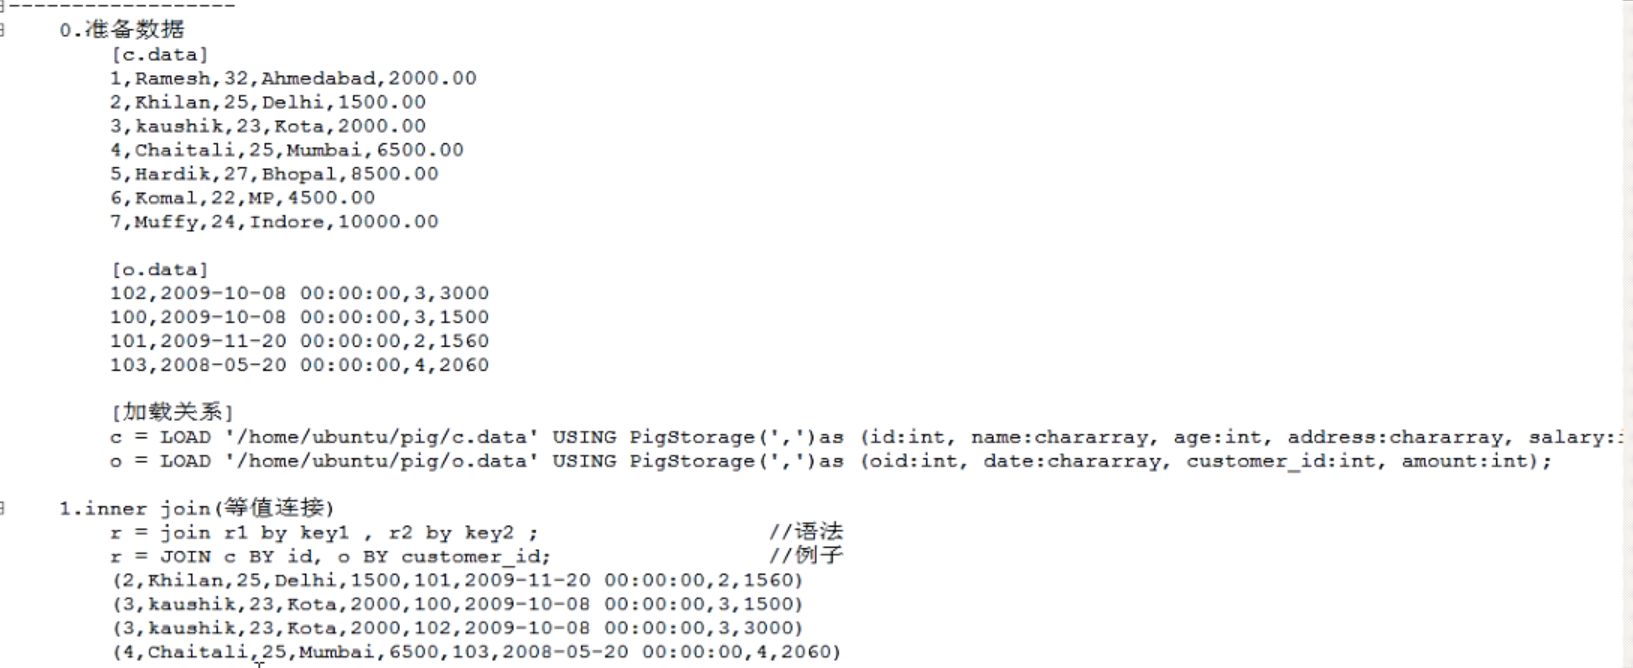 ------------------
0.准备数据
[c.data]
1,Ramesh,32,Ahmedabad,2000.00
2,Khilan,25,Delhi,1500.00
3,kaushik,23,Kota,2000.00
4,Chaitali,25,Mumbai,6500.00
5,Hardik,27,Bhopal,8500.00
6,Komal,22,MP,4500.00
7,Muffy,24,Indore,10000.00
[o.data]
102,2009-10-08 00:00:00,3,3000
100,2009-10-08 00:00:00,3,1500
101,2009-11-20 00:00:00,2,1560
103,2008-05-20 00:00:00,4,2060
[加载关系]
c = LOAD '/home/ubuntu/pig/c.data' USING PigStorage(',')as (id:int, name:chararray, age:int, address:chararray, salary:
o = LOAD '/home/ubuntu/pig/o.data' USING PigStorage(',')as (oid:int, date:chararray, customer_id:int, amount:int);
1.inner join(等值连接)
r = join r1 by key1 , r2 by key2 ; //语法
r = JOIN c BY id, o BY customer_id; //例子
(2,Khilan,25,Delhi,1500,101,2009-11-20 00:00:00,2,1560)
(3,kaushik,23,Kota,2000,100,2009-10-08 00:00:00,3,1500)
(3,kaushik,23,Kota,2000,102,2009-10-08 00:00:00,3,3000)
(4,Chaitali,25,Mumbai,6500,103,2008-05-20 00:00:00,4,2060)